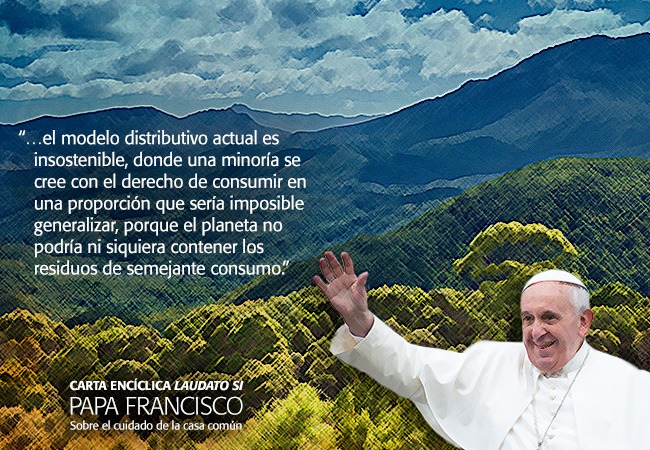 “…el modelo distributivo actual es
insostenible, donde una minoría se
cree con el derecho de consumir en
una proporción que sería imposible
generalizar, porque el planeta no
podría ni siquiera contener los
residuos de semejante consumo.”
CARTA ENCÍCLICA LAUDATO SI
PAPA FRANCISCO
Sobre el cuidado de la casa común